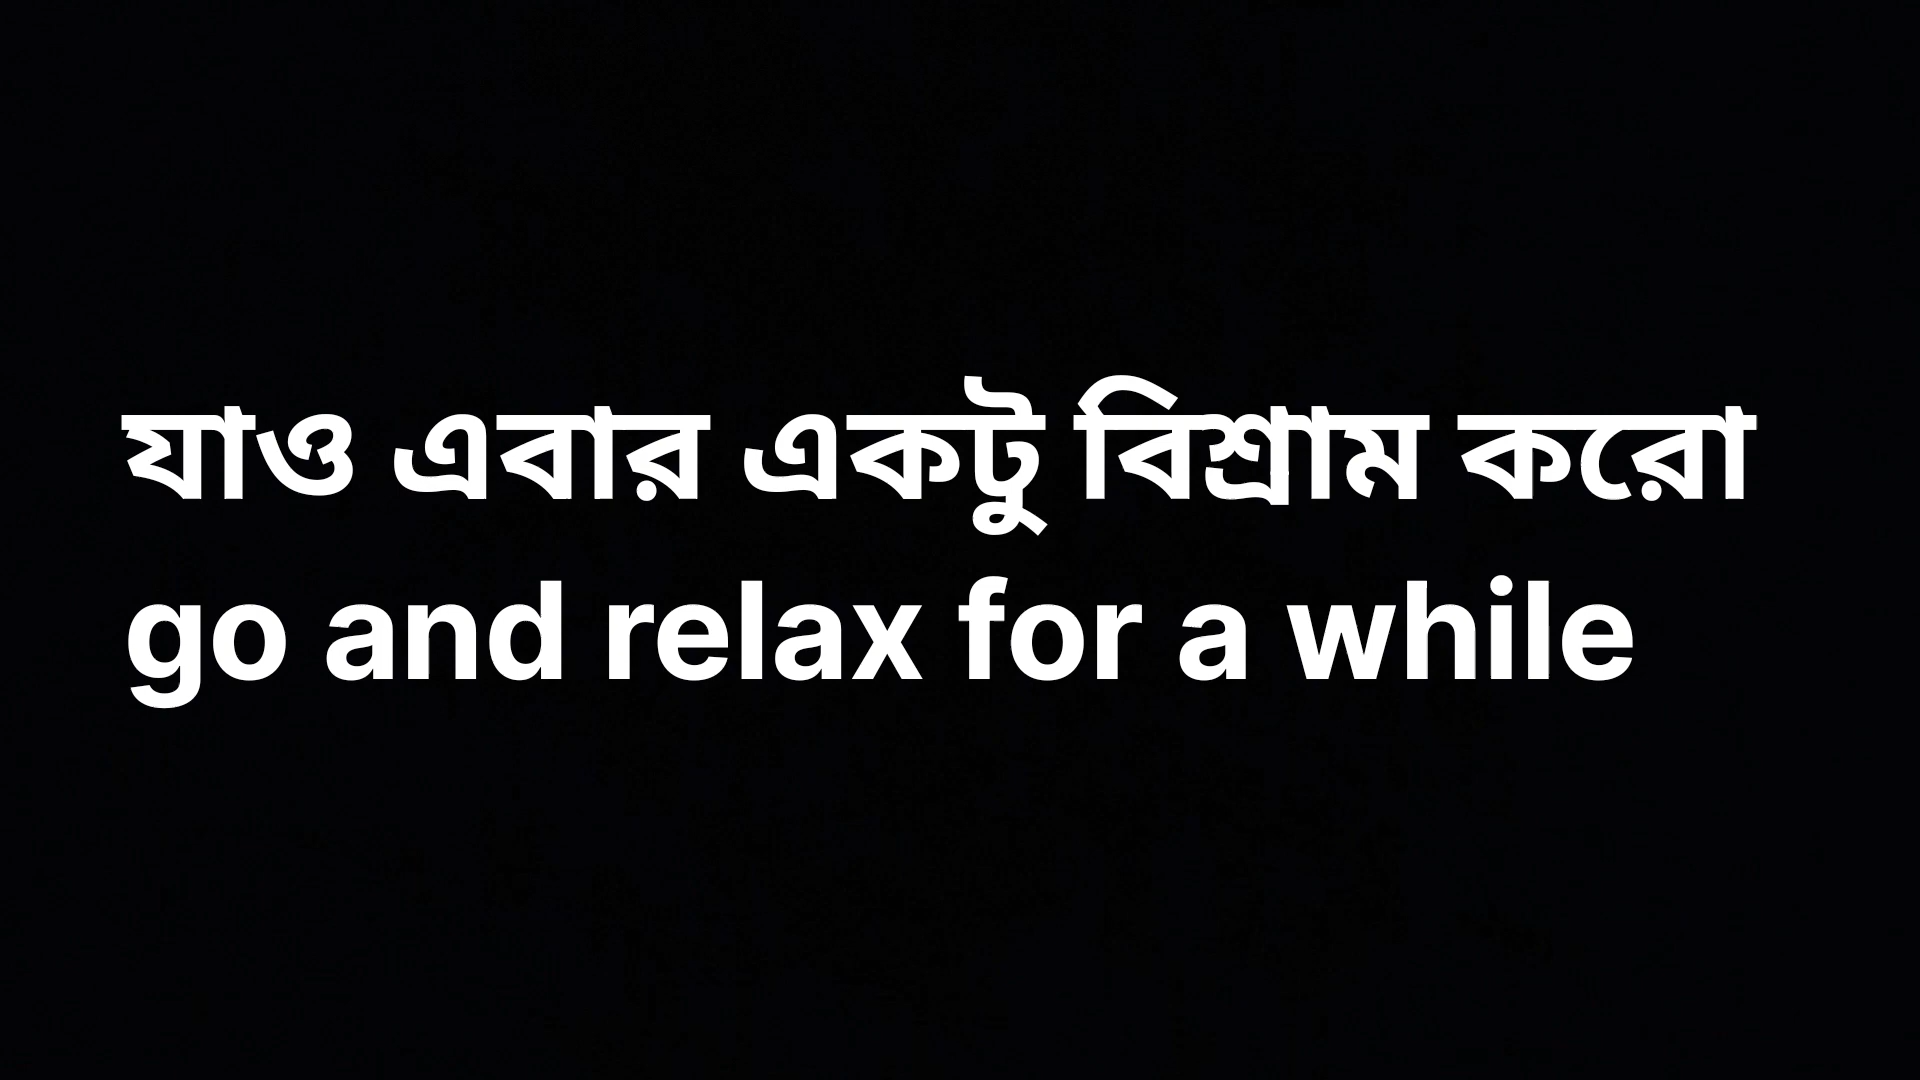 যাও এবার একটু বিশ্রাম করো
go and relax for a while